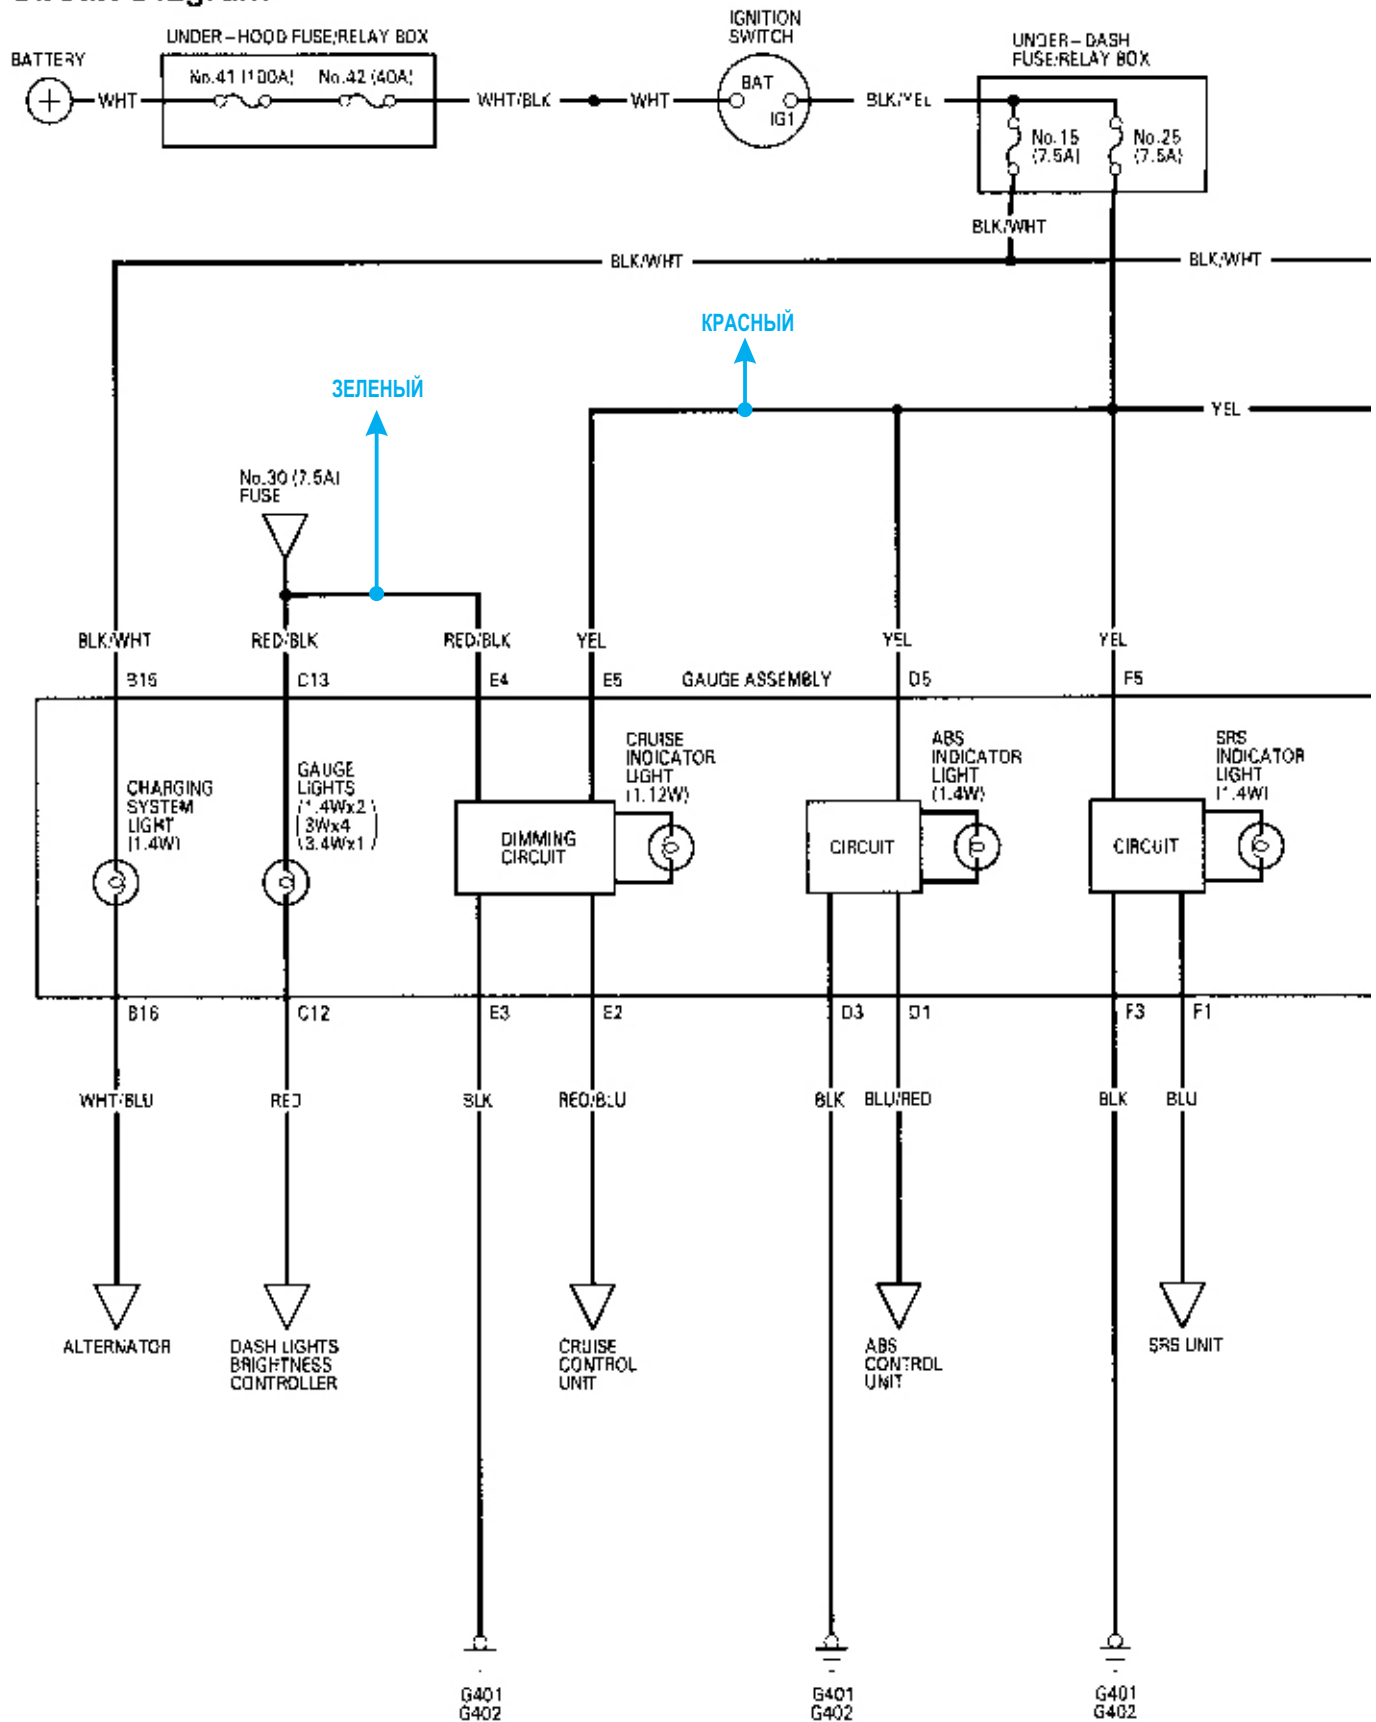 Circuit Diagram
IGNITION
SWITCH
UNDER-HOOD FUSE/RELAY BOX
UNDER-DASH
FUSE/RELAY BOX
BATTERY
No.41 (100A)
No.42 (40A)
BAT
WHT
WHT/BLK
WHT
BLK/YEL
IG1
No.15
(7.5A)
No.25
(7.5A)
BLK/WHT
BLK/WHT
BLK/WHT
КРАСНЫЙ
ЗЕЛЕНЫЙ
YEL
No.30 (7.5A)
FUSE
BLK/WHT
RED/BLK
RED/BLK
YEL
YEL
YEL
B15
C13
E4
E5
GAUGE ASSEMBLY
D5
F5
CHARGING
SYSTEM
LIGHT
(1.4W)
GAUGE
LIGHTS
(1.4Wx2)
(3Wx4)
(3.4Wx1)
CRUISE
INDICATOR
LIGHT
(1.12W)
ABS
INDICATOR
LIGHT
(1.4W)
SRS
INDICATOR
LIGHT
(1.4W)
DIMMING
CIRCUIT
CIRCUIT
CIRCUIT
B16
C12
E3
E2
D3
D1
F3
F1
WHT/BLU
RED
BLK
RED/BLU
BLK
BLU/RED
BLK
BLU
ALTERNATOR
DASH LIGHTS
BRIGHTNESS
CONTROLLER
CRUISE
CONTROL
UNIT
ABS
CONTROL
UNIT
SRS UNIT
G401
G402
G401
G402
G401
G402